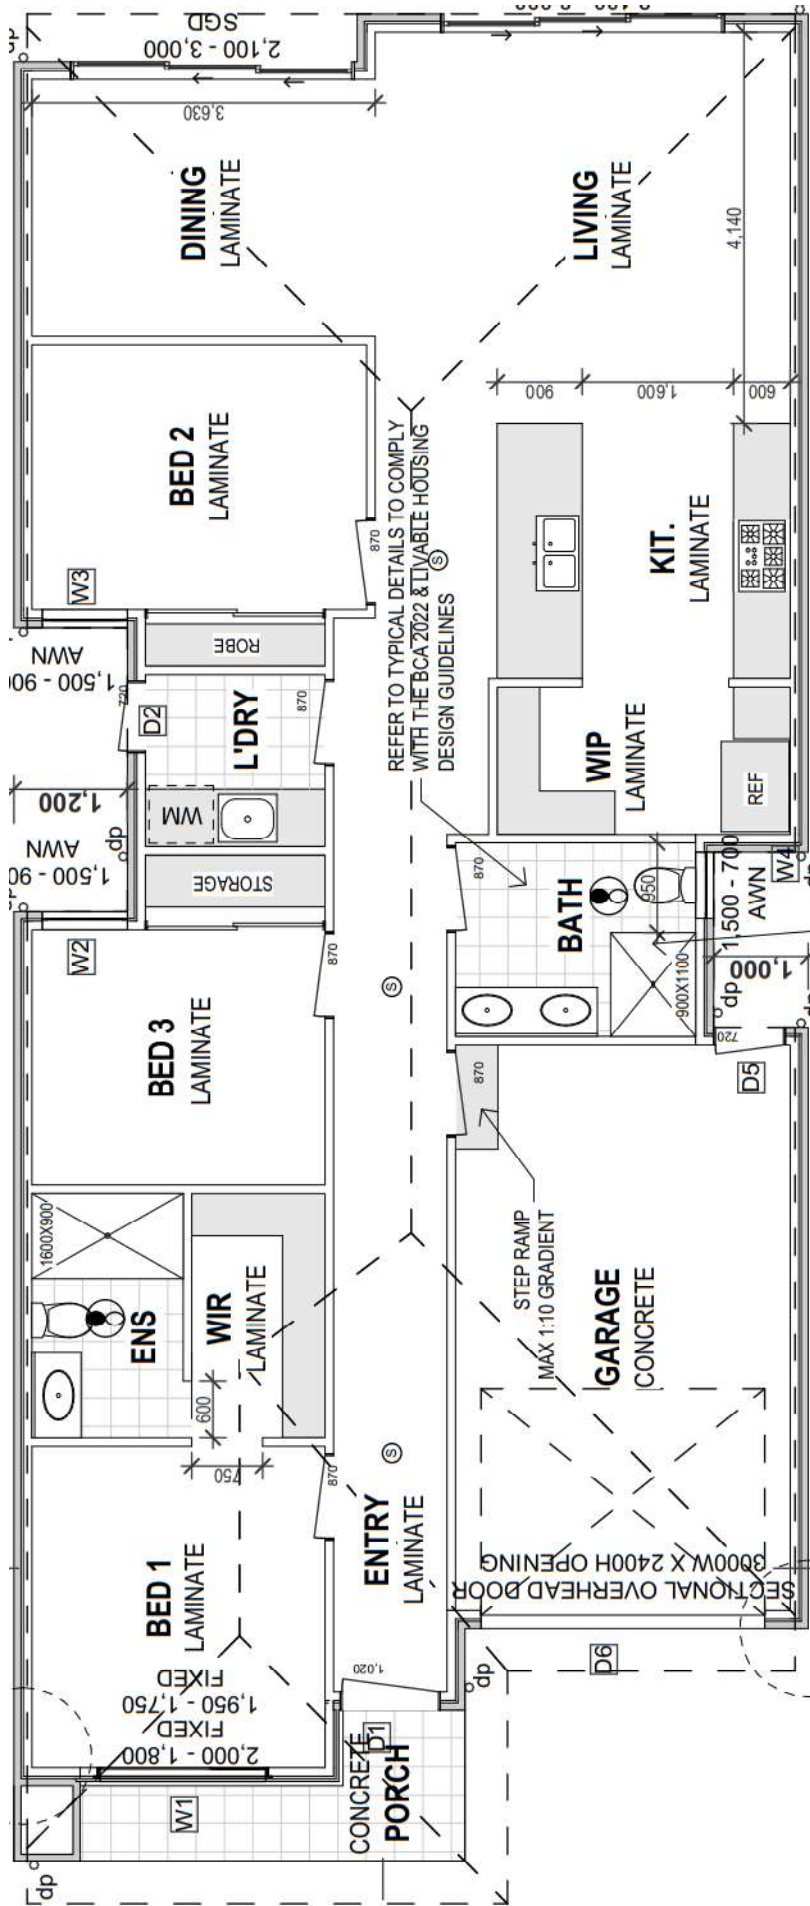 2,100 - 3,000
SGD
dp
3,630
DINING
LAMINATE
LIVING
LAMINATE
4,140
BED 2
LAMINATE
900
1,600
600
REFER TO TYPICAL DETAILS TO COMPLY
WITH THE BCA 2022 & LIVABLE HOUSING
DESIGN GUIDELINES
S
870
KIT.
LAMINATE
W3
AWN
720
D2
ROBE
L'DRY
870
WM
1,200
AWN
dp
STORAGE
WIP
LAMINATE
REF
W2
870
BED 3
LAMINATE
S
870
BATH
950
900X1100
1,500 - 700
AWN
W4
dp
1,000
dp
720
D5
870
STEP RAMP
MAX 1:10 GRADIENT
1600X900
ENS
WIR
LAMINATE
600
750
GARAGE
CONCRETE
S
870
ENTRY
LAMINATE
BED 1
LAMINATE
SECTIONAL OVERHEAD DOOR
3000W X 2400H OPENING
1,950 - 1,750
FIXED
2,000 - 1,800
FIXED
1,020
D6
dp
D1
CONCRETE
PORCH
W1
dp